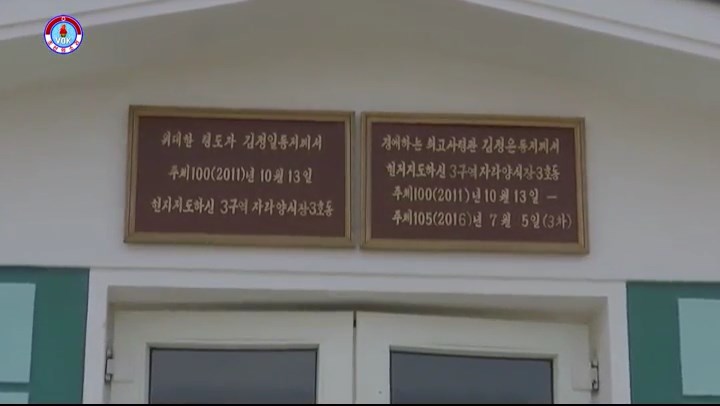 VOK
위대한 령도자 김정일동지께서
주체100(2011)년 10월 13일
현지지도하신 3구역 자라양식장3호동
경애하는 최고사령관 김정은동지께서
현지지도하신 3구역 자라양식장3호동
주체100(2011)년 10월 13일 —
주체105(2016)년 7월 5일(3차)